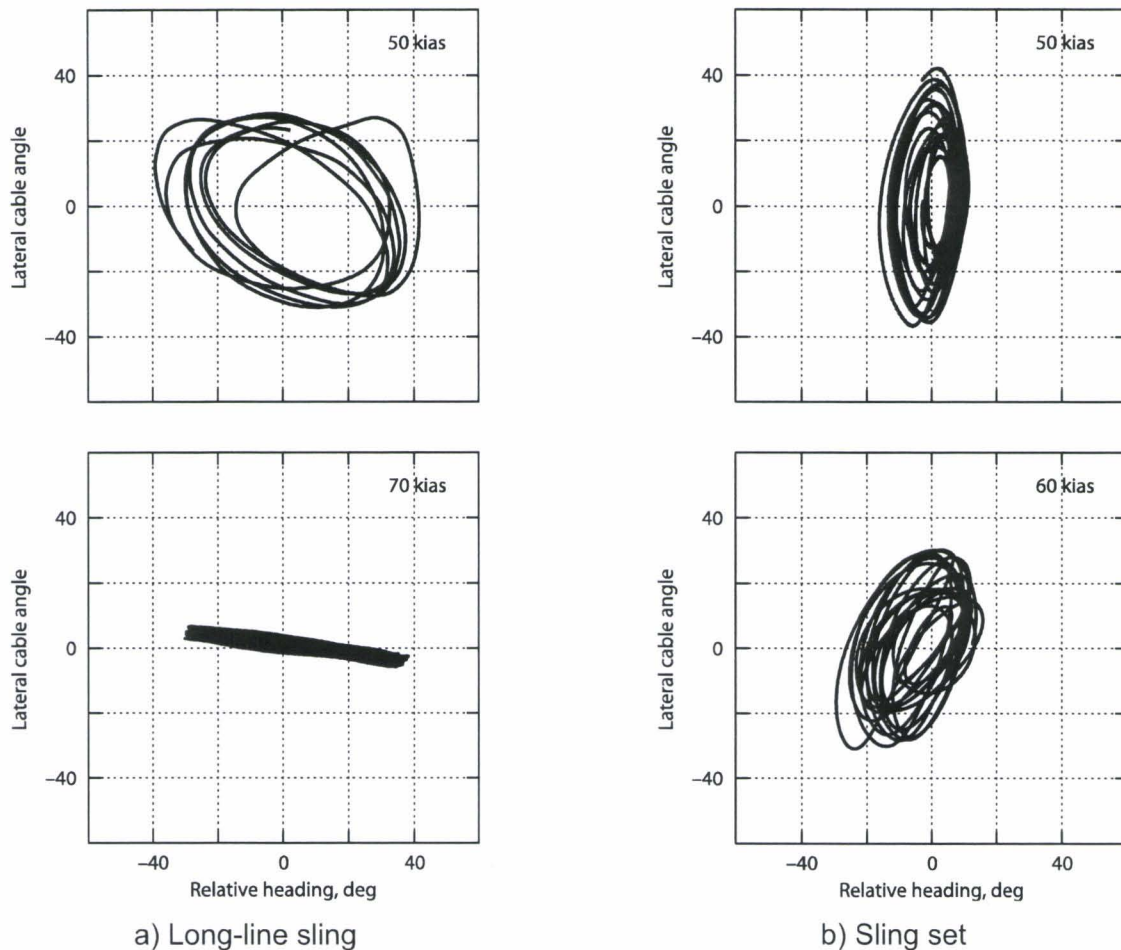 50 kias
40
0
−40
Lateral cable angle
50 kias
40
0
−40
Lateral cable angle
70 kias
40
0
−40
Lateral cable angle
−40 0 40
Relative heading, deg
a) Long-line sling
60 kias
40
0
−40
Lateral cable angle
−40 0 40
Relative heading, deg
b) Sling set